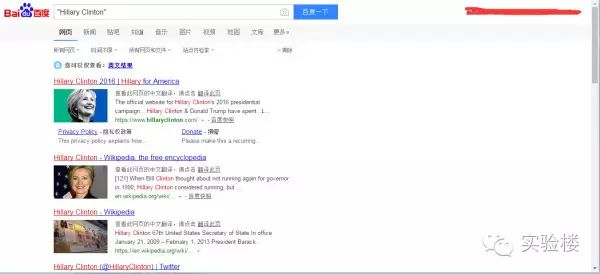 Bai 百度 "Hillary Clinton" 百度一下
网页 新闻 贴吧 知道 音乐 图片 视频 地图 文库 更多»
所有网页 时间不限 所有网页和文件 站点内检索 清除
您可以仅查看：英文结果
Hillary Clinton 2016 | Hillary for America
查看此网页的中文翻译，请点击 翻译此页
The official website for Hillary Clinton's 2016 presidential
campaign... Hillary Clinton & Donald Trump have spent ..L...
https://www.hillaryclinton.com/ - 百度快照
Privacy Policy - 隐私权政策 Donate - 捐赠
This privacy policy explains how... Please make this a recurring...
Hillary Clinton - Wikipedia, the free encyclopedia
查看此网页的中文翻译，请点击 翻译此页
[121] When Bill Clinton thought about not running again for governor
in 1990, Hillary Clinton considered running, but ...
en.wikipedia.org/wiki/... - 百度快照
Hillary Clinton - Wikipedia
查看此网页的中文翻译，请点击 翻译此页
Hillary Clinton 67th United States Secretary of State In office
January 21, 2009 – February 1, 2013 President Barack...
https://en.wikipedia.org/wiki/...
Hillary Clinton (@HillaryClinton) | Twitter
实验楼